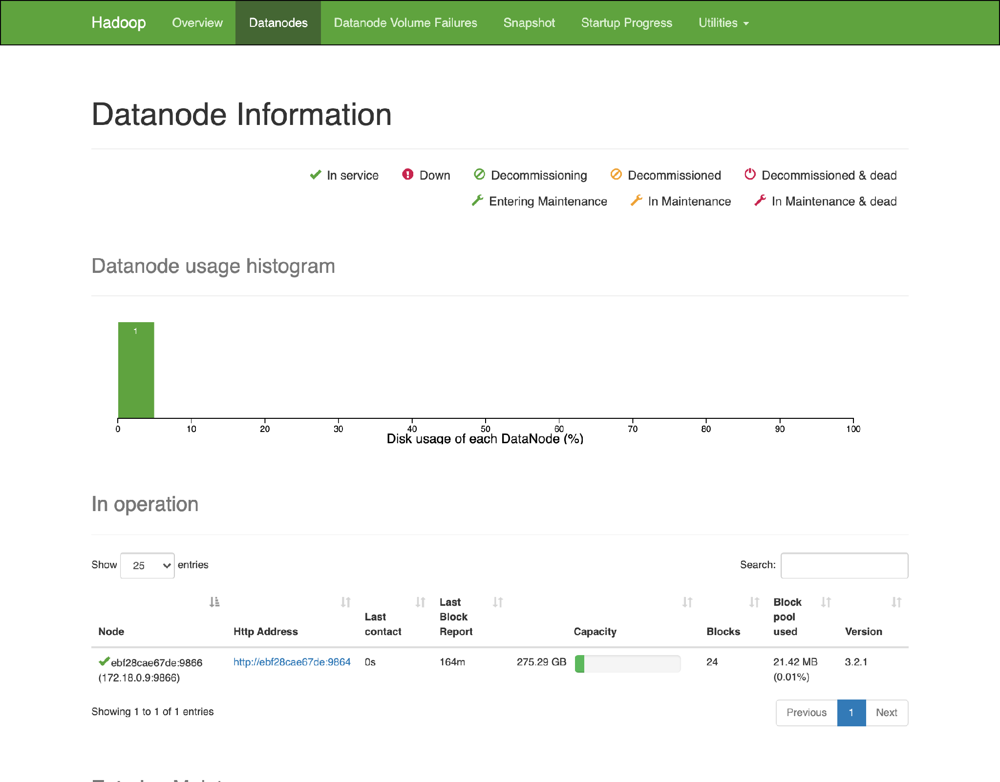 Hadoop Overview Datanodes Datanode Volume Failures Snapshot Startup Progress Utilities
Datanode Information
In service Down Decommissioning Decommissioned Decommissioned & dead
Entering Maintenance In Maintenance In Maintenance & dead
Datanode usage histogram
1
0 10 20 30 40 50 60 70 80 90 100
Disk usage of each DataNode (%)
In operation
Show 25 entries Search:
Node Http Address Last contact Last Block Report Capacity Blocks Block pool used Version
ebf28cae67de:9866 http://ebf28cae67de:9864 0s 164m 275.29 GB 24 21.42 MB 3.2.1
(172.18.0.9:9866) (0.01%)
Showing 1 to 1 of 1 entries Previous 1 Next